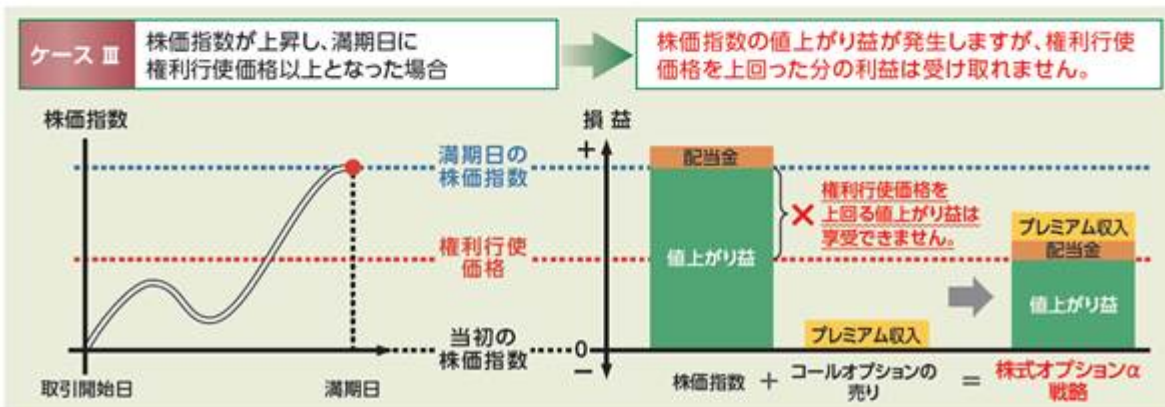 ケース Ⅲ
株価指数が上昇し、満期日に
権利行使価格以上となった場合
株価指数の値上がり益が発生しますが、権利行使
価格を上回った分の利益は受け取れません。
株価指数
満期日の
株価指数
権利行使
価格
当初の
株価指数
取引開始日
満期日
損 益
+
0
−
配当金
値上がり益
× 権利行使価格を
上回る値上がり益は
享受できません。
プレミアム収入
プレミアム収入
配当金
値上がり益
株価指数 + コールオプションの
売り
= 株式オプションα
戦略